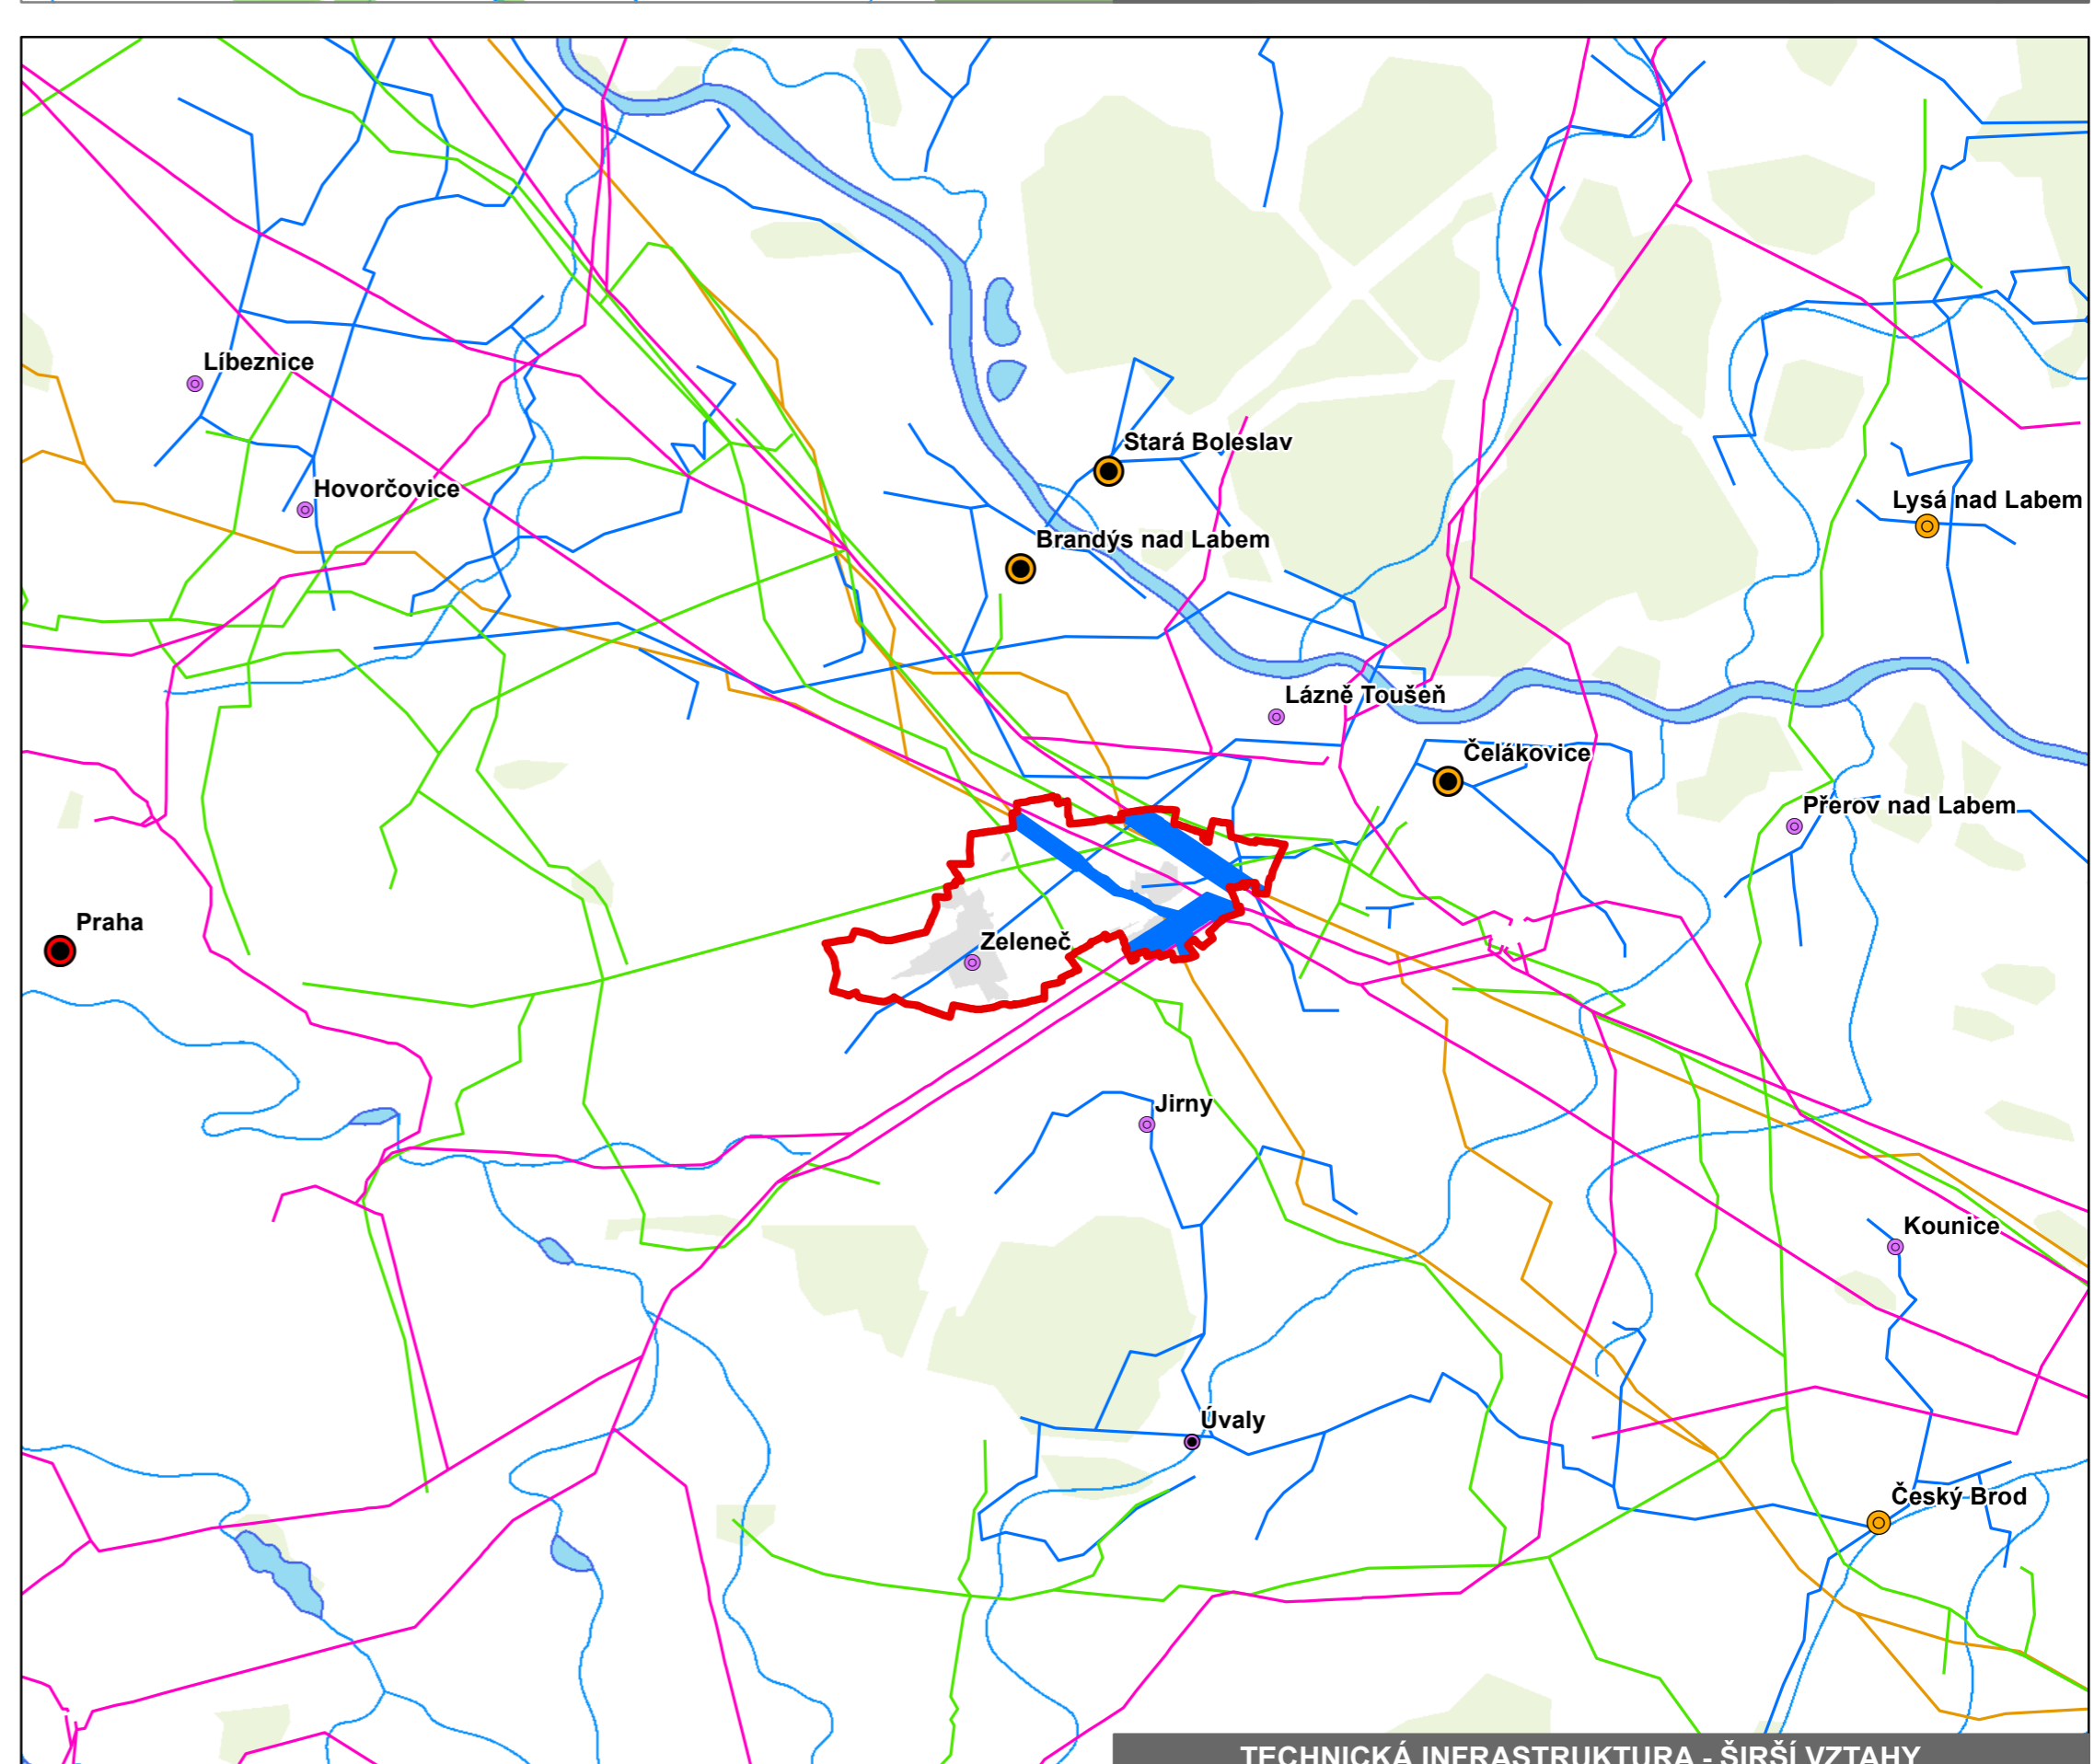 Líbeznice
Stará Boleslav
Hovorčovice
Lysá nad Labem
Brandýs nad Labem
Lázně Toušeň
Čelákovice
Přerov nad Labem
Praha
Zeleneč
Jirny
Kounice
Úvaly
Český Brod
TECHNICKÁ INFRASTRUKTURA - ŠIRŠÍ VZTAHY